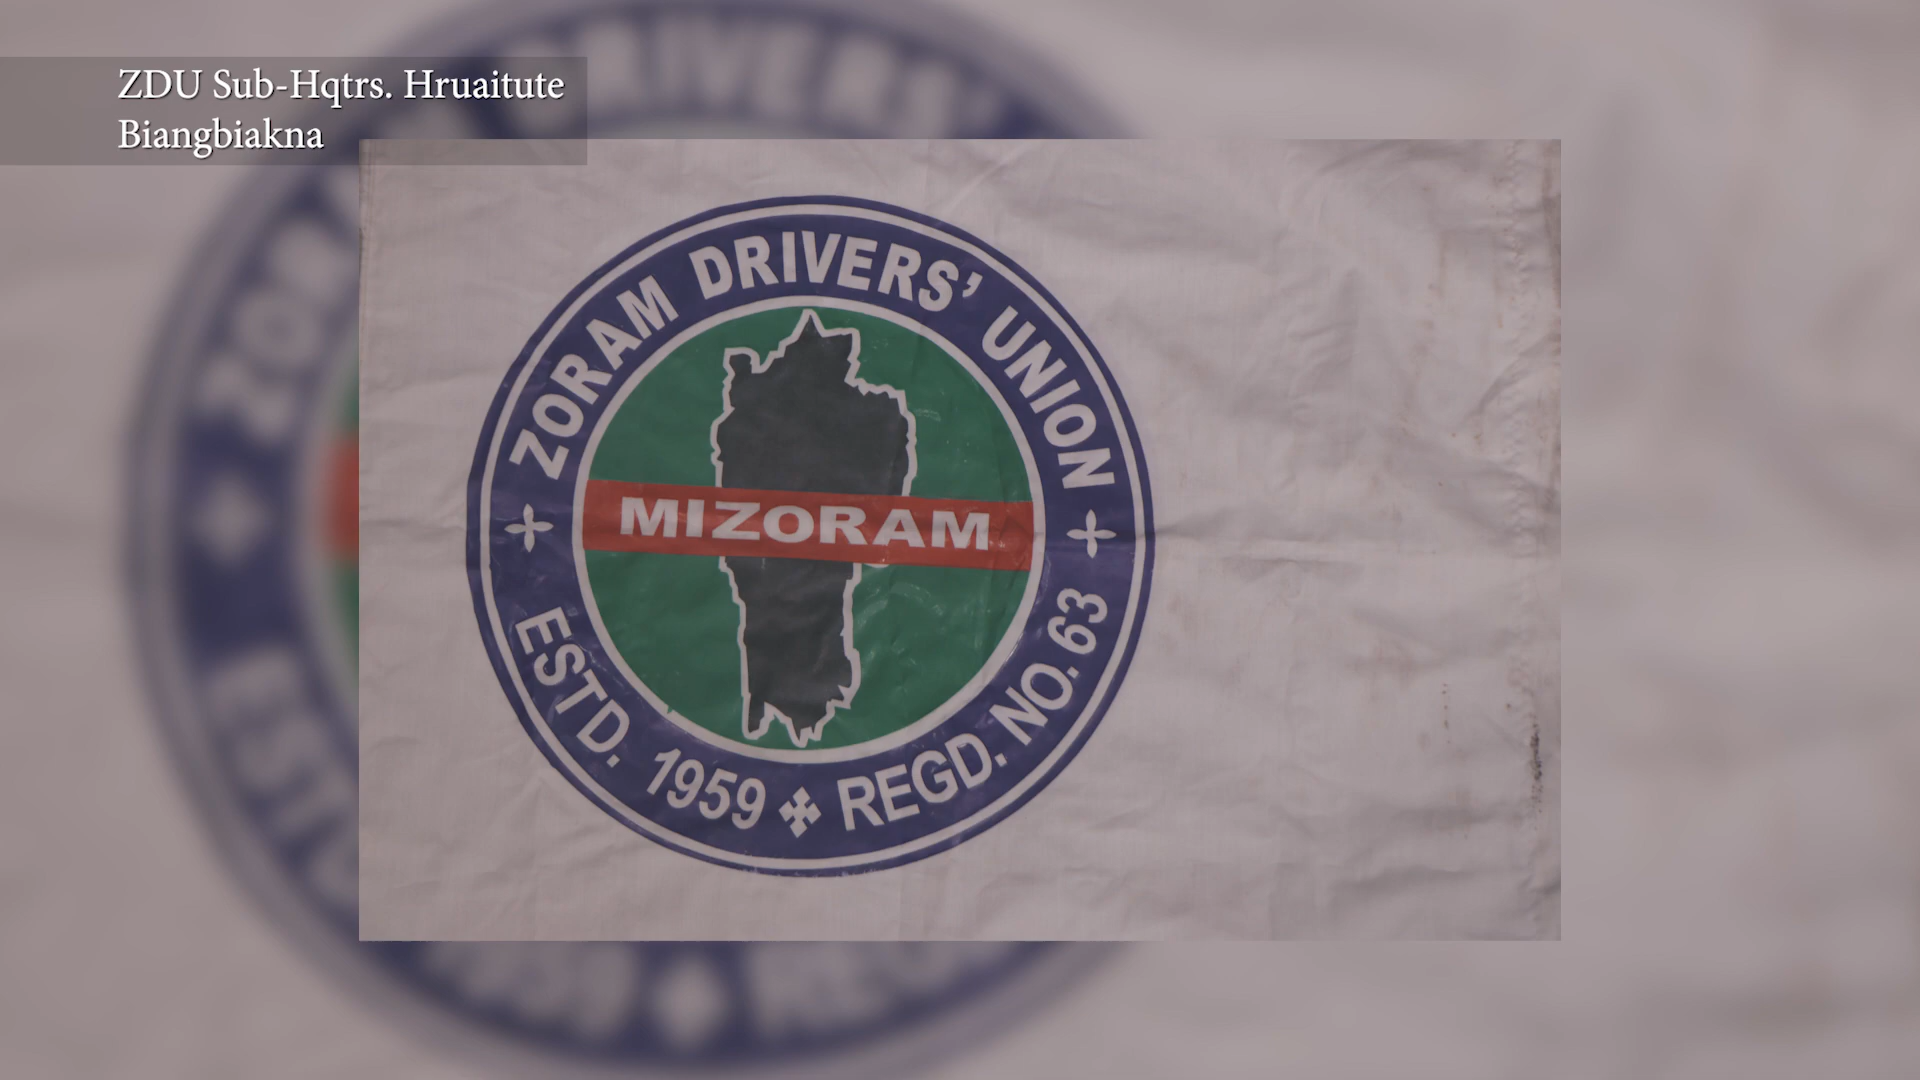 ZDU Sub-Hqtrs. Hruaitute
Biangbiakna
ZORAM DRIVERS' UNION
MIZORAM
ESTD. 1959 REGD. NO. 63